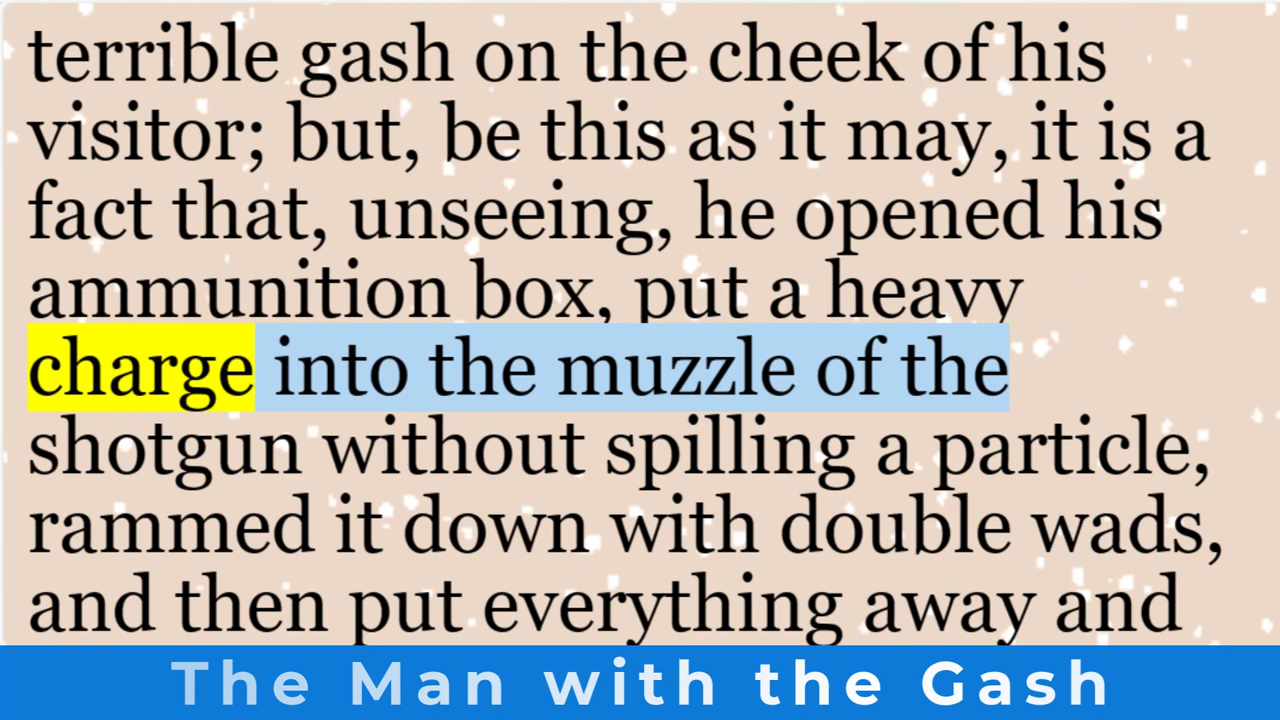 terrible gash on the cheek of his
visitor; but, be this as it may, it is a
fact that, unseeing, he opened his
ammunition box, put a heavy
charge into the muzzle of the
shotgun without spilling a particle,
rammed it down with double wads,
and then put everything away and
The Man with the Gash